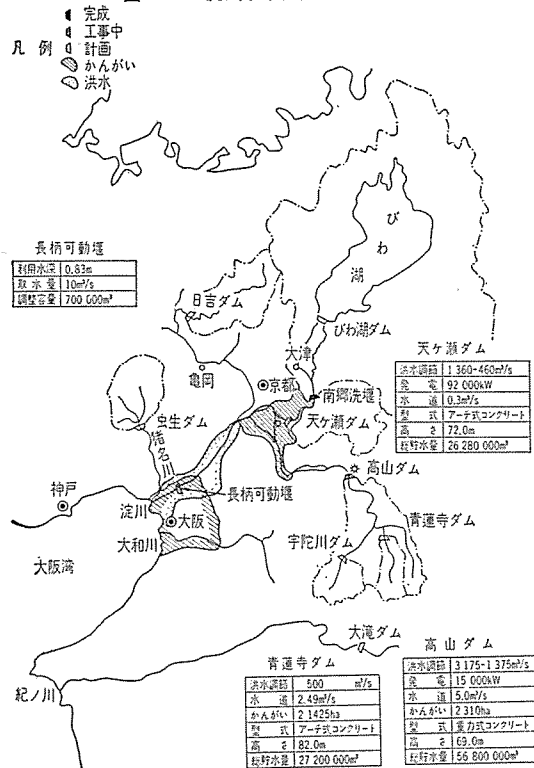 完成
工事中
凡例 計画
かんがい
洪水
長柄可動堰
利用水深 0.83m
取水量 10m³/s
調整容量 700 000m³
びわ湖
日吉ダム
びわ湖ダム
大津
亀岡
京都
南郷洗堰
天ヶ瀬ダム
天ケ瀬ダム
洪水調節 1 360-460m³/s
発電 92 000kW
水道 0.3m³/s
型式 アーチ式コンクリート
高さ 72.0m
総貯水量 26 280 000m³
虫生ダム
猪名川
高山ダム
神戸
長柄可動堰
青蓮寺ダム
淀川
大阪
宇陀川ダム
大和川
大阪湾
大滝ダム
紀ノ川
青蓮寺ダム
洪水調節 500 m³/s
水道 2.49m³/s
かんがい 2 1425ha
型式 アーチ式コンクリート
高さ 82.0m
総貯水量 27 200 000m³
高山ダム
洪水調節 3 175-1 375m³/s
発電 15 000kW
水道 5.0m³/s
かんがい 2 310ha
型式 重力式コンクリート
高さ 69.0m
総貯水量 56 800 000m³